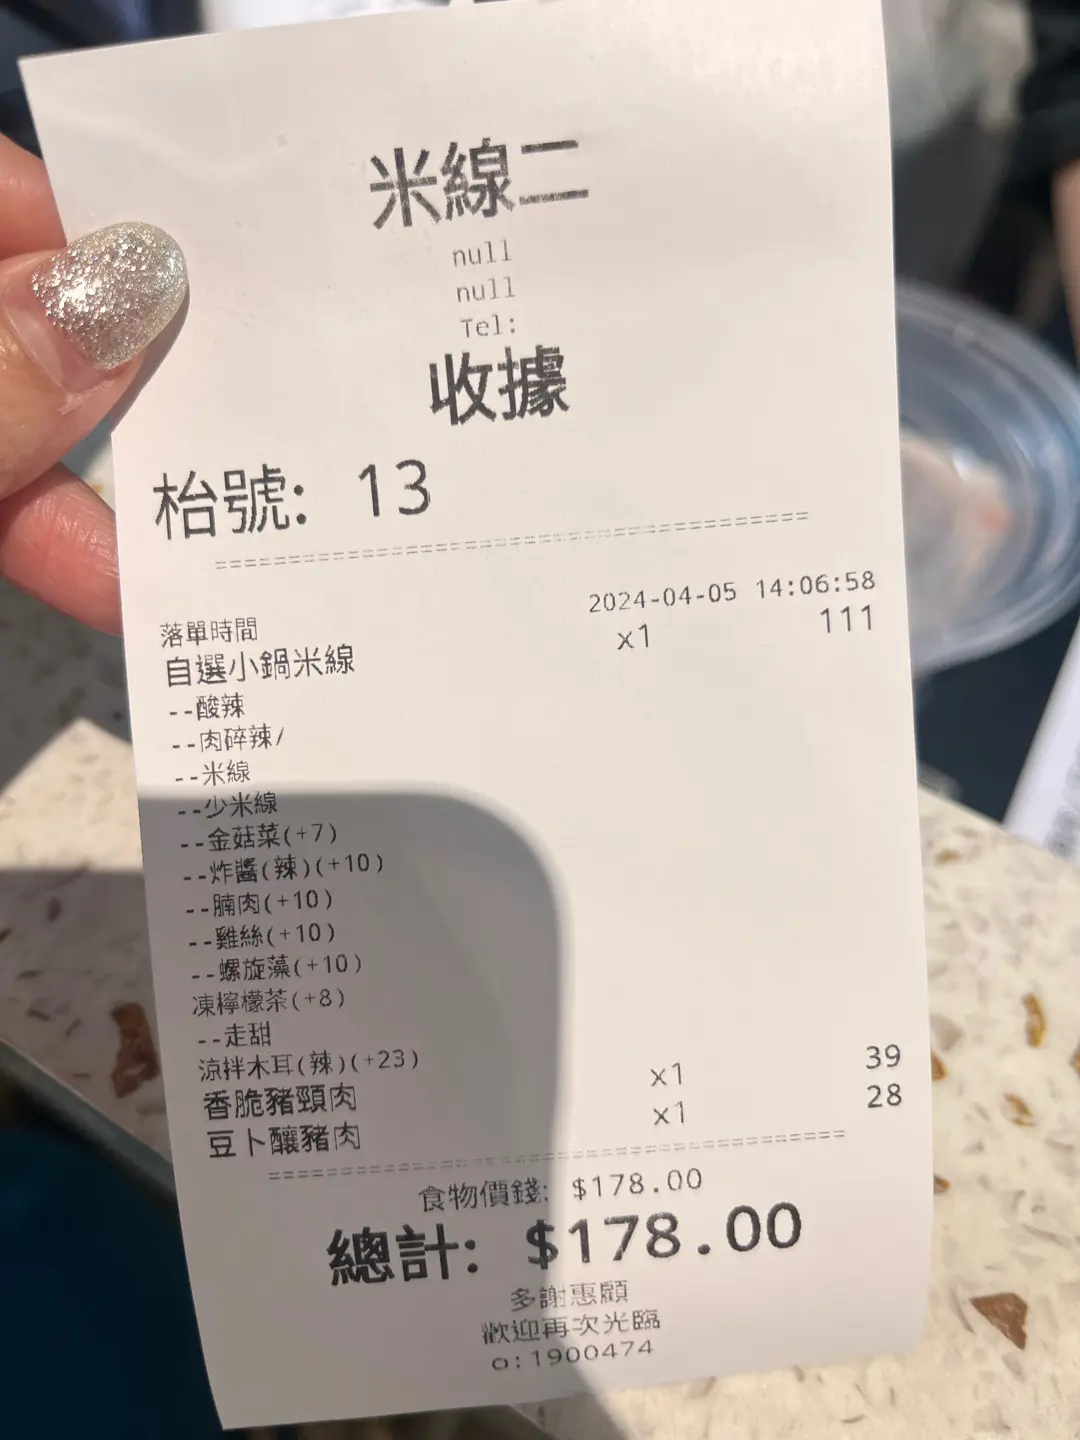 米線二
null
null
Tel:
收據
枱號: 13
======================================
落單時間 2024-04-05 14:06:58
自選小鍋米線 x1 111
--酸辣
--肉碎辣/
--米線
--少米線
--金菇菜(+7)
--炸醬(辣)(+10)
--腩肉(+10)
--雞絲(+10)
--螺旋藻(+10)
凍檸檬茶(+8)
--走甜
涼拌木耳(辣)(+23)
香脆豬頸肉 x1 39
豆卜釀豬肉 x1 28
======================================
食物價錢: $178.00
總計: $178.00
多謝惠顧
歡迎再次光臨
o:1900474